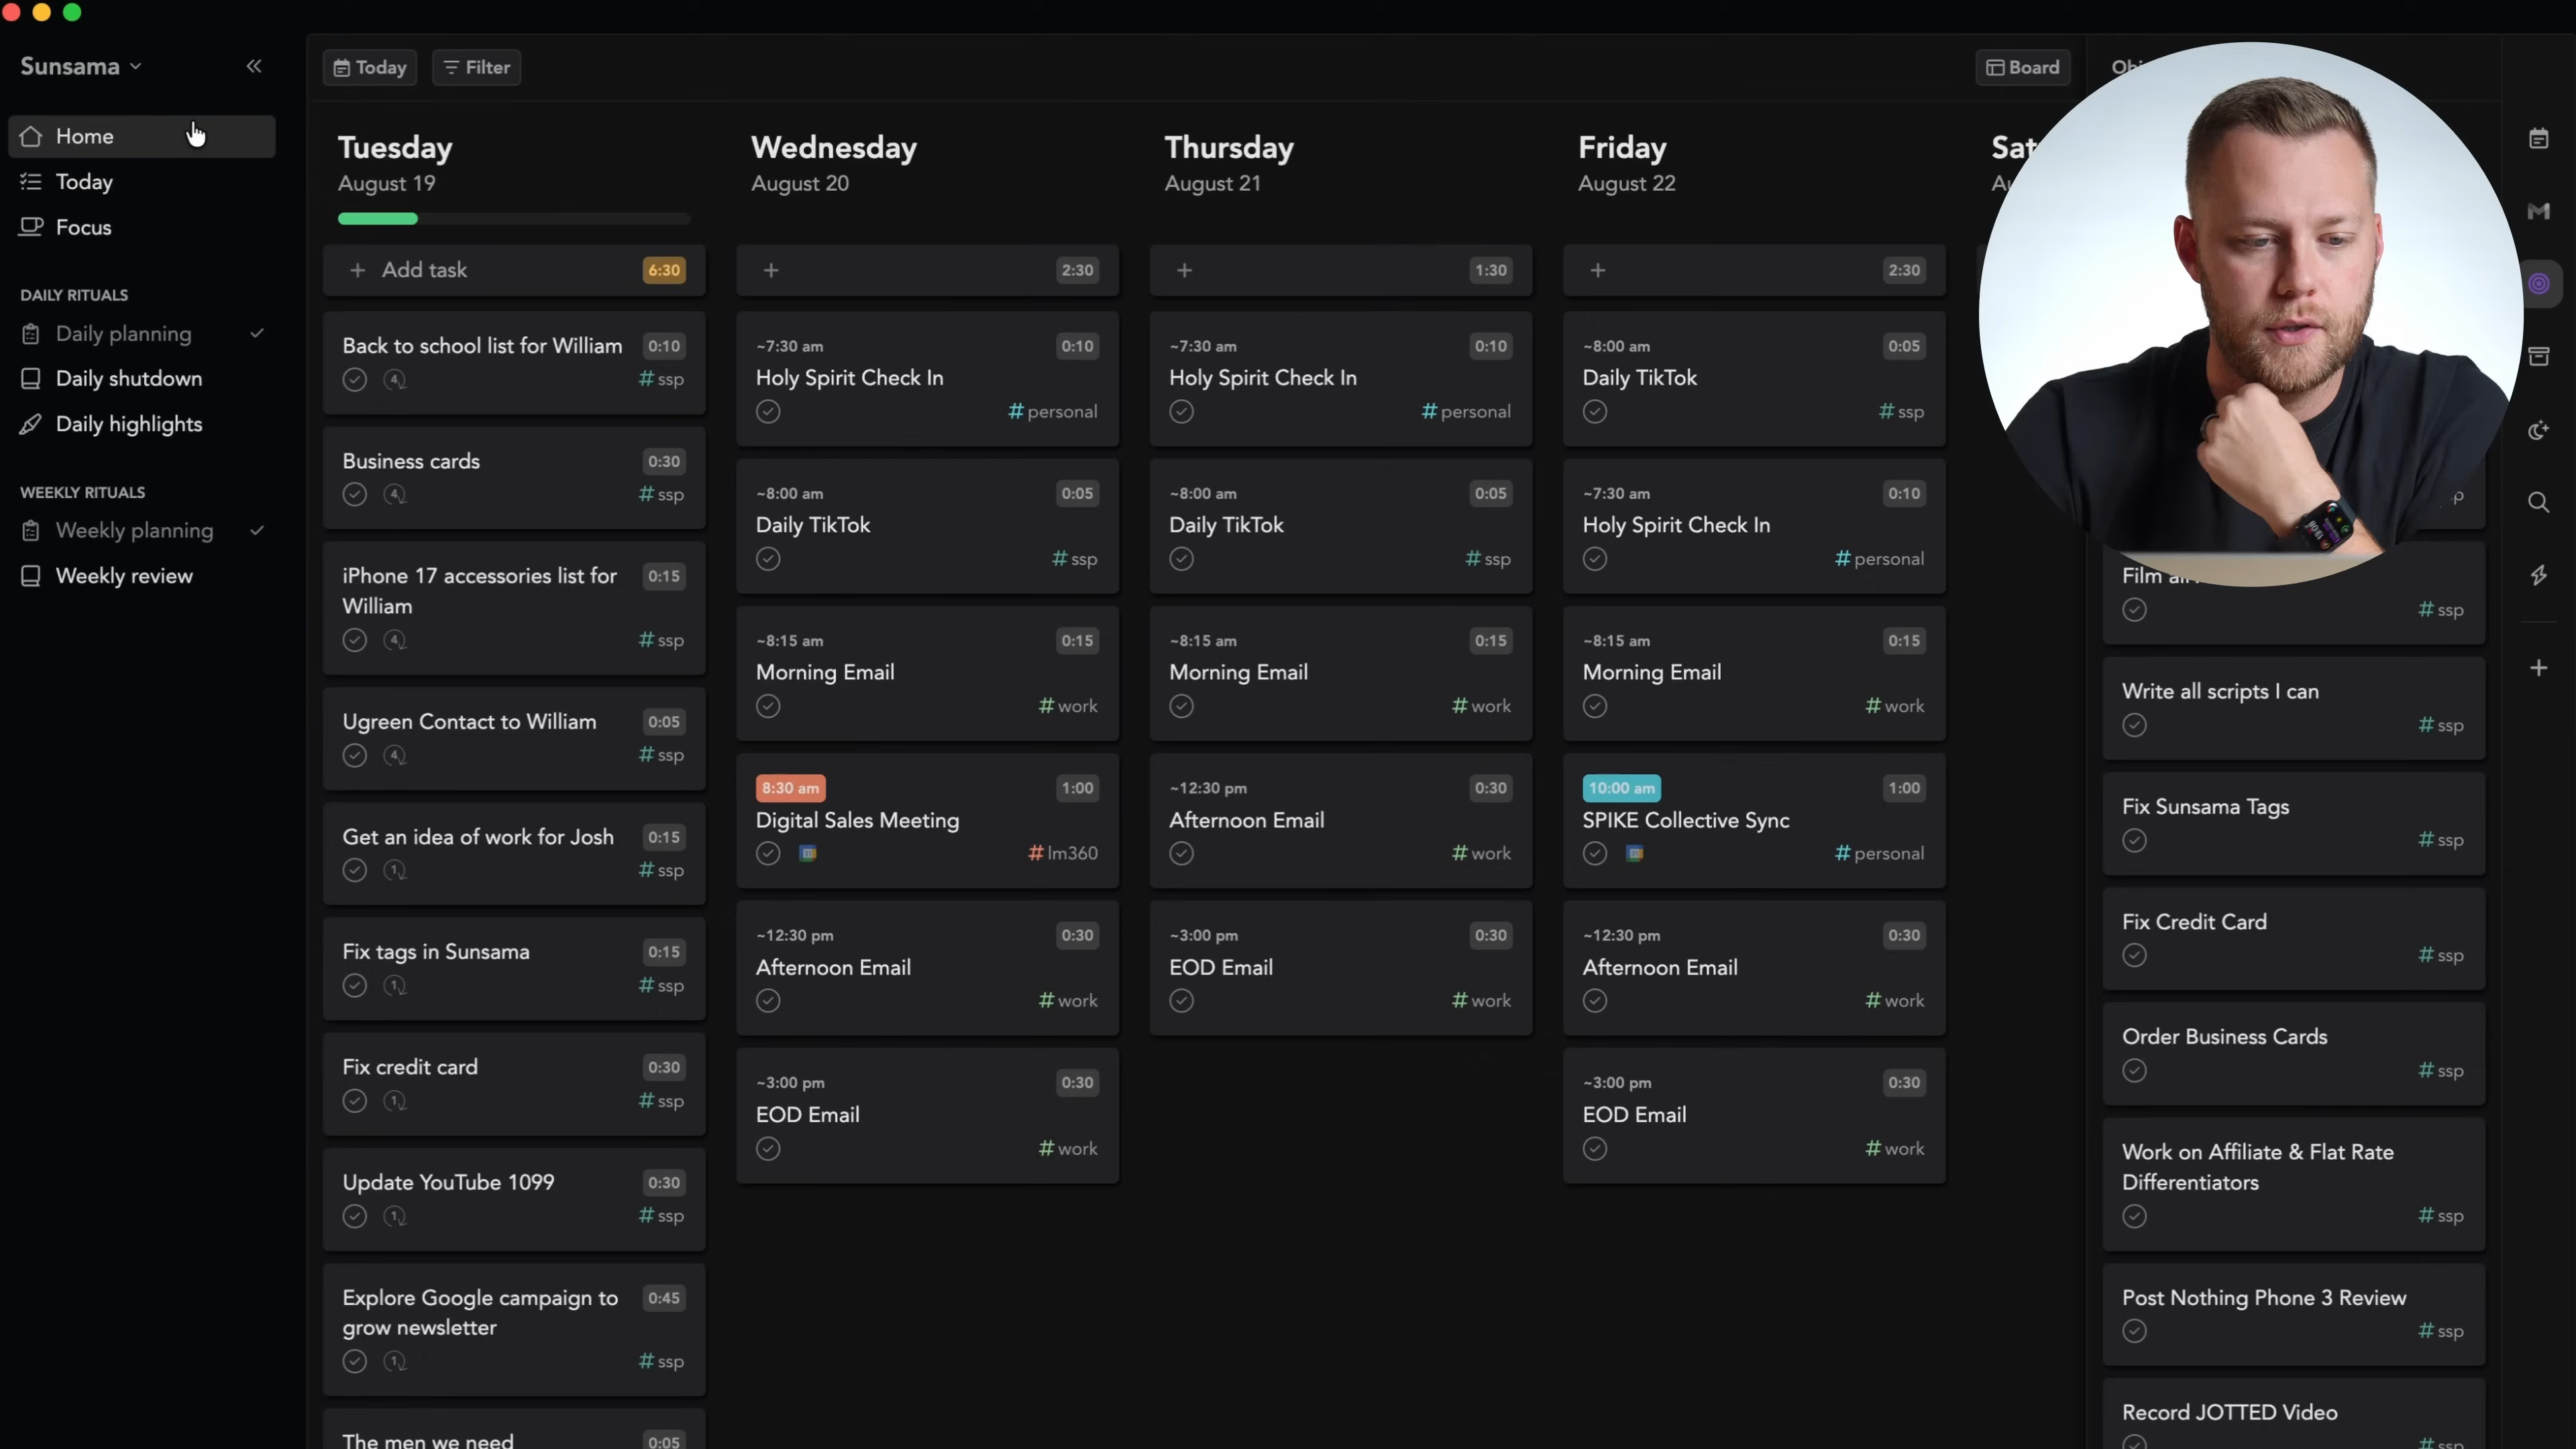 Sunsama
Home
Today
Focus
DAILY RITUALS
Daily planning
Daily shutdown
Daily highlights
WEEKLY RITUALS
Weekly planning
Weekly review
Today
Filter
Board
Tuesday
August 19
+ Add task 6:30
Back to school list for William 0:10
4
# ssp
Business cards 0:30
4
# ssp
iPhone 17 accessories list for 0:15
William
4
# ssp
Ugreen Contact to William 0:05
4
# ssp
Get an idea of work for Josh 0:15
1
# ssp
Fix tags in Sunsama 0:15
1
# ssp
Fix credit card 0:30
1
# ssp
Update YouTube 1099 0:30
1
# ssp
Explore Google campaign to 0:45
grow newsletter
1
# ssp
The men we need 0:05
Wednesday
August 20
+ 2:30
~7:30 am 0:10
Holy Spirit Check In
# personal
~8:00 am 0:05
Daily TikTok
# ssp
~8:15 am 0:15
Morning Email
# work
8:30 am 1:00
Digital Sales Meeting
# lm360
~12:30 pm 0:30
Afternoon Email
# work
~3:00 pm 0:30
EOD Email
# work
Thursday
August 21
+ 1:30
~7:30 am 0:10
Holy Spirit Check In
# personal
~8:00 am 0:05
Daily TikTok
# ssp
~8:15 am 0:15
Morning Email
# work
~12:30 pm 0:30
Afternoon Email
# work
~3:00 pm 0:30
EOD Email
# work
Friday
August 22
+ 2:30
~8:00 am 0:05
Daily TikTok
# ssp
~7:30 am 0:10
Holy Spirit Check In
# personal
~8:15 am 0:15
Morning Email
# work
10:00 am 1:00
SPIKE Collective Sync
# personal
~12:30 pm 0:30
Afternoon Email
# work
~3:00 pm 0:30
EOD Email
# work
Film
# ssp
Write all scripts I can
# ssp
Fix Sunsama Tags
# ssp
Fix Credit Card
# ssp
Order Business Cards
# ssp
Work on Affiliate & Flat Rate
Differentiators
# ssp
Post Nothing Phone 3 Review
# ssp
Record JOTTED Video
# ssp